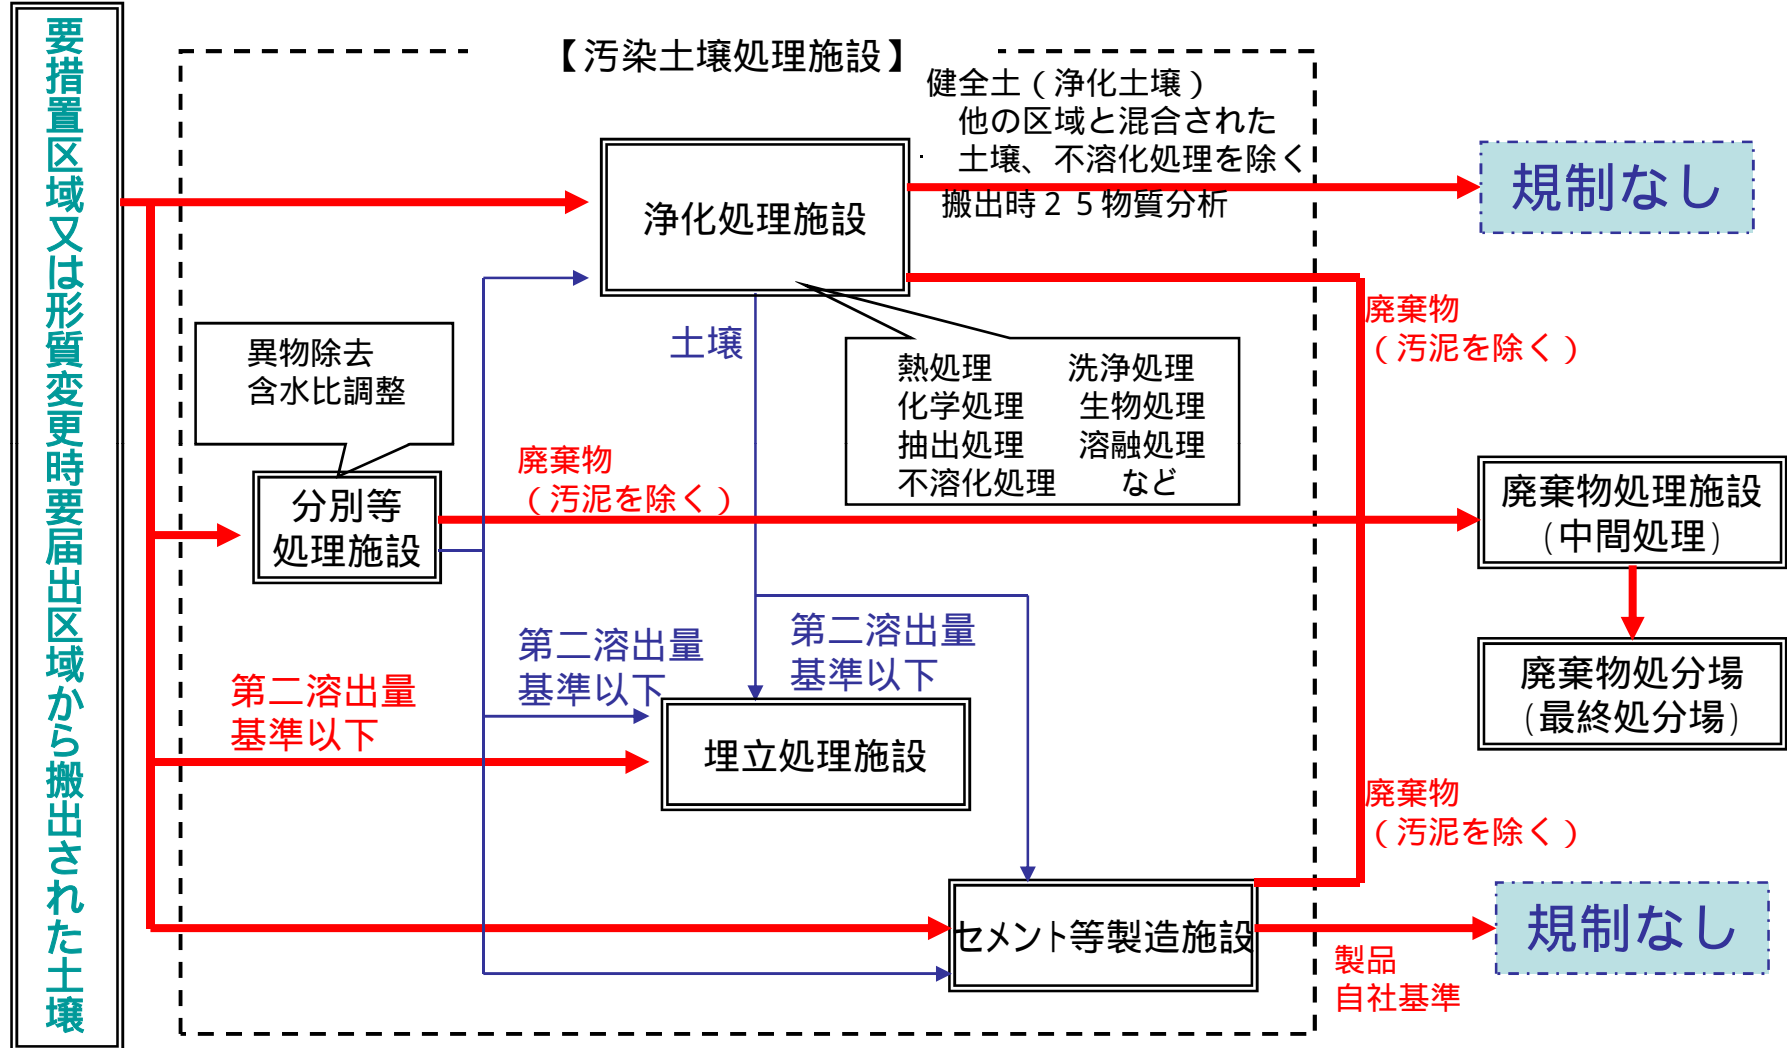 要措置区域又は形質変更時要届出区域から搬出された土壌
【汚染土壌処理施設】
健全土（浄化土壌）
他の区域と混合された
土壌、不溶化処理を除く
搬出時２５物質分析
浄化処理施設
規制なし
土壌
異物除去
含水比調整
熱処理　洗浄処理
化学処理　生物処理
抽出処理　溶融処理
不溶化処理　など
廃棄物
（汚泥を除く）
廃棄物
（汚泥を除く）
分別等
処理施設
廃棄物処理施設
(中間処理)
第二溶出量
基準以下
第二溶出量
基準以下
第二溶出量
基準以下
廃棄物処分場
(最終処分場)
埋立処理施設
廃棄物
（汚泥を除く）
セメント等製造施設
規制なし
製品
自社基準